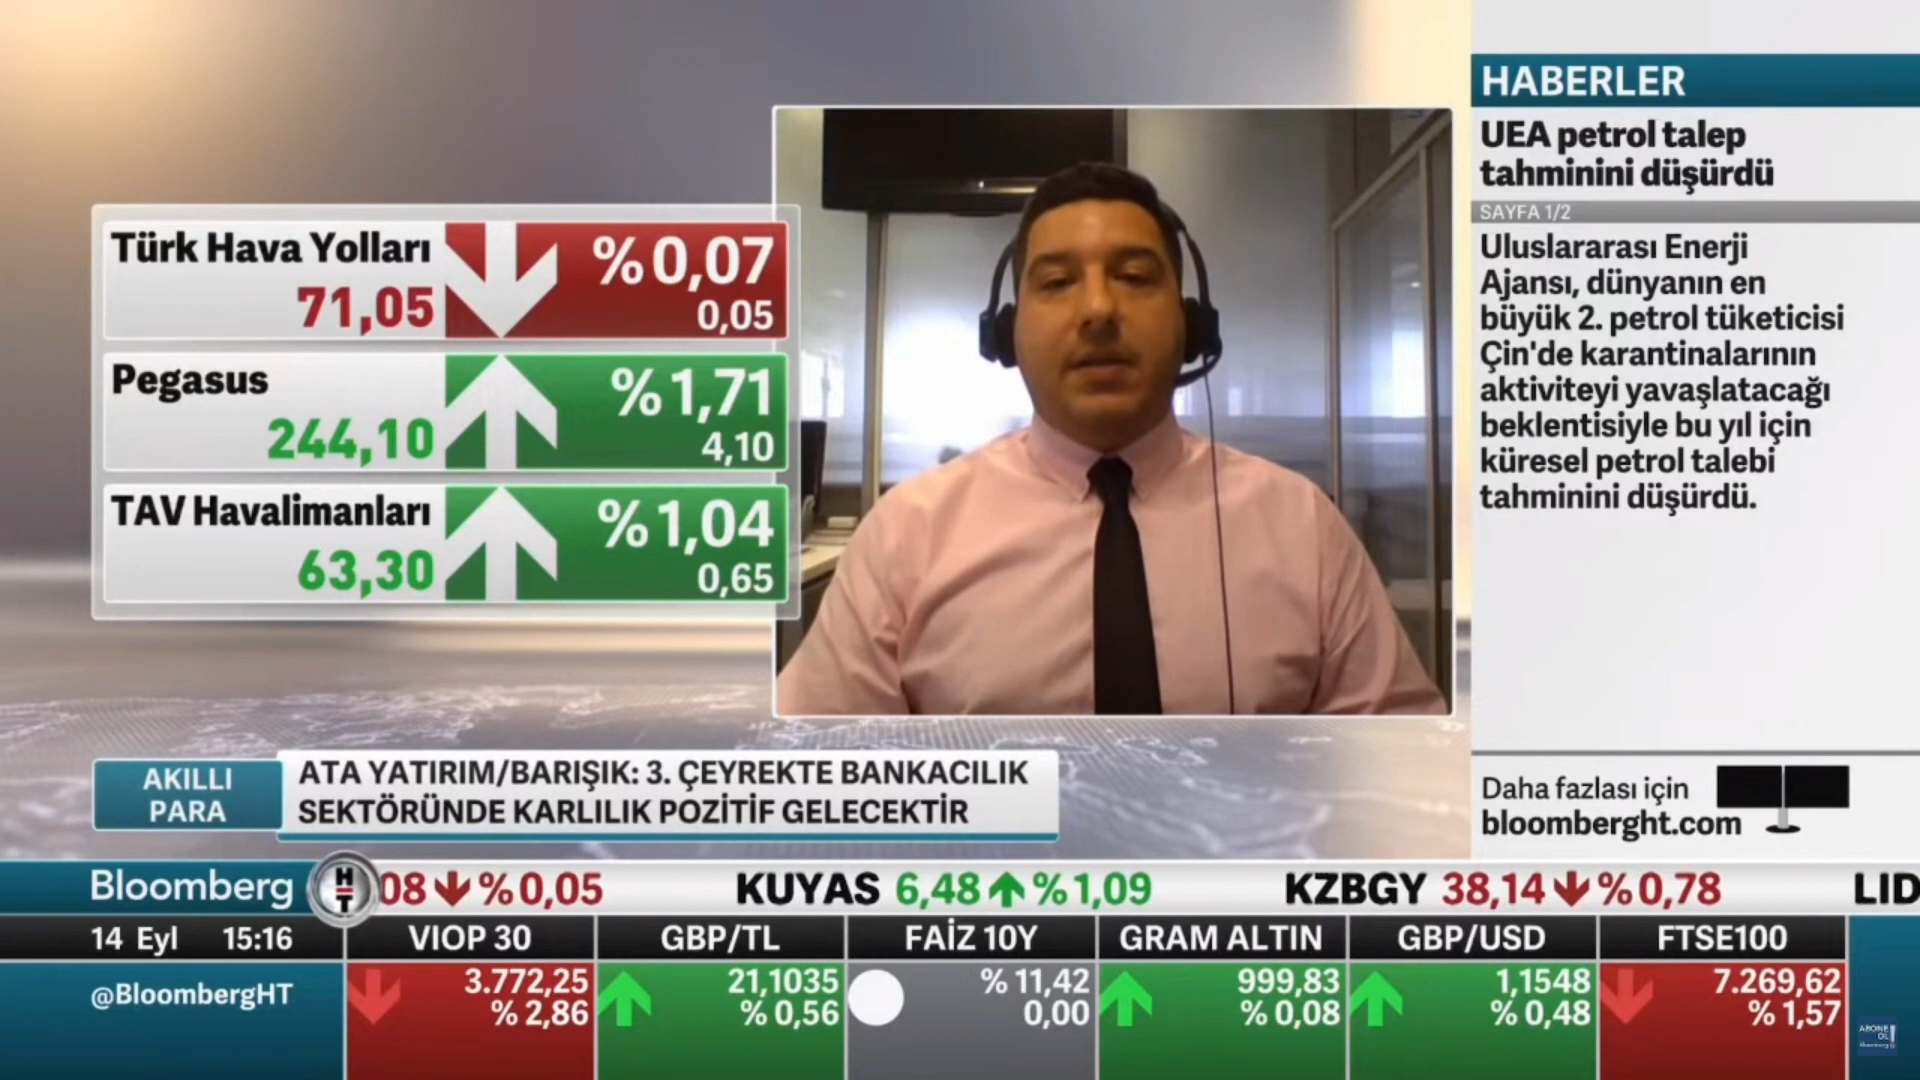 Türk Hava Yolları
71,05
%0,07
0,05
Pegasus
244,10
%1,71
4,10
TAV Havalimanları
63,30
%1,04
0,65
HABERLER
UEA petrol talep
tahminini düşürdü
SAYFA 1/2
Uluslararası Enerji
Ajansı, dünyanın en
büyük 2. petrol tüketicisi
Çin'de karantinalarının
aktiviteyi yavaşlatacağı
beklentisiyle bu yıl için
küresel petrol talebi
tahminini düşürdü.
Daha fazlası için
bloomberght.com
AKILLI
PARA
ATA YATIRIM/BARIŞIK: 3. ÇEYREKTE BANKACILIK
SEKTÖRÜNDE KARLILIK POZİTİF GELECEKTİR
Bloomberg HT
08 %0,05 KUYAS 6,48 %1,09 KZBGY 38,14 %0,78 LID
14 Eyl 15:16
@BloombergHT
VIOP 30
3.772,25
% 2,86
GBP/TL
21,1035
% 0,56
FAİZ 10Y
% 11,42
0,00
GRAM ALTIN
999,83
% 0,08
GBP/USD
1,1548
% 0,48
FTSE100
7.269,62
% 1,57
ABONE
OL!